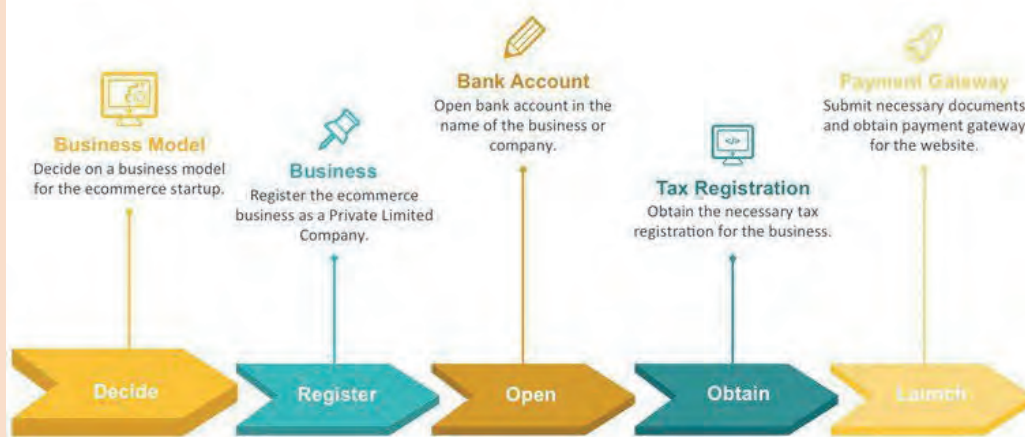 Business Model
Decide on a business model
for the ecommerce startup.
Business
Register the ecommerce
business as a Private Limited
Company.
Bank Account
Open bank account in the
name of the business or
company.
</>
Tax Registration
Obtain the necessary tax
registration for the business.
Payment Gateway
Submit necessary documents
and obtain payment gateway
for the website.
Decide
Register
Open
Obtain
Launch